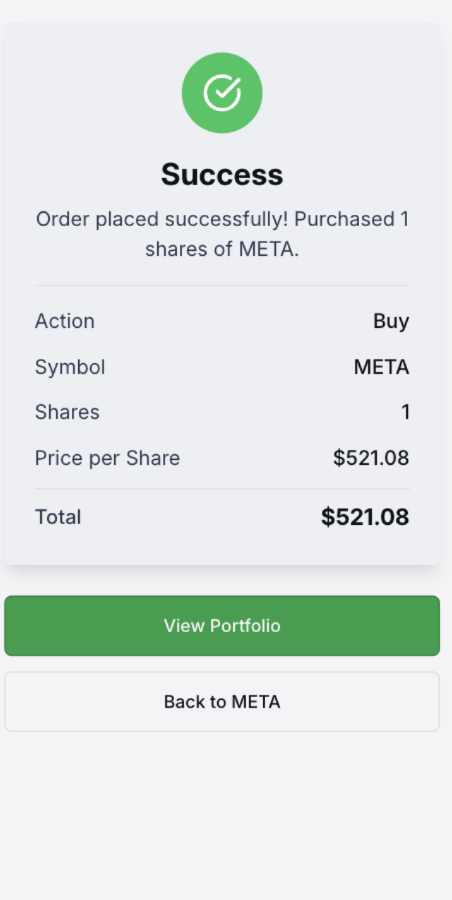 Success
Order placed successfully! Purchased 1
shares of META.
Action Buy
Symbol META
Shares 1
Price per Share $521.08
Total $521.08
View Portfolio
Back to META